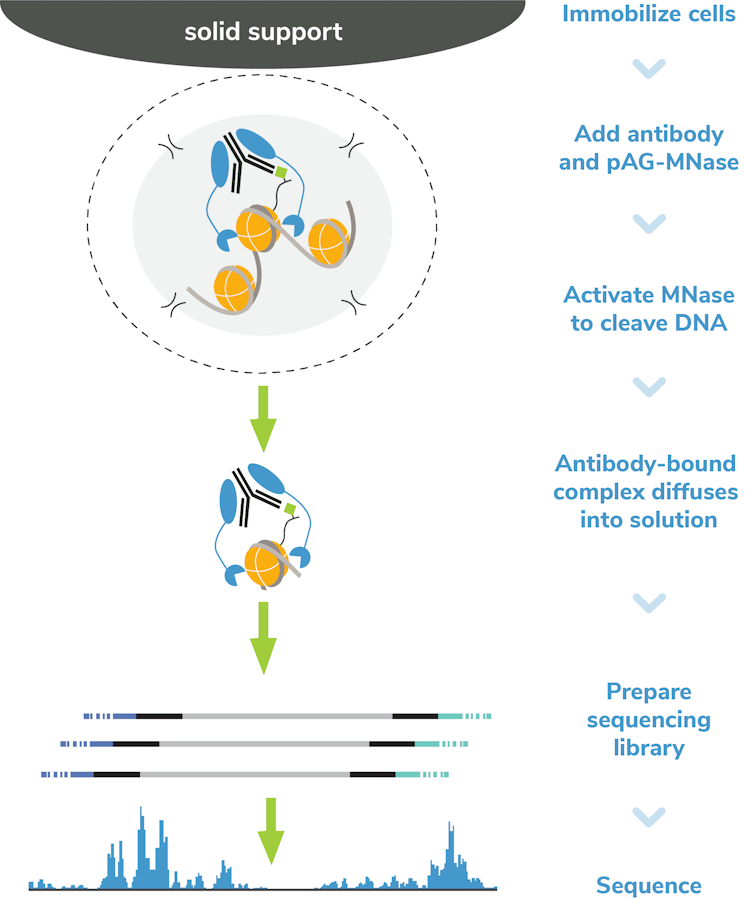 solid support
Immobilize cells
Add antibody
and pAG-MNase
Activate MNase
to cleave DNA
Antibody-bound
complex diffuses
into solution
Prepare
sequencing
library
Sequence